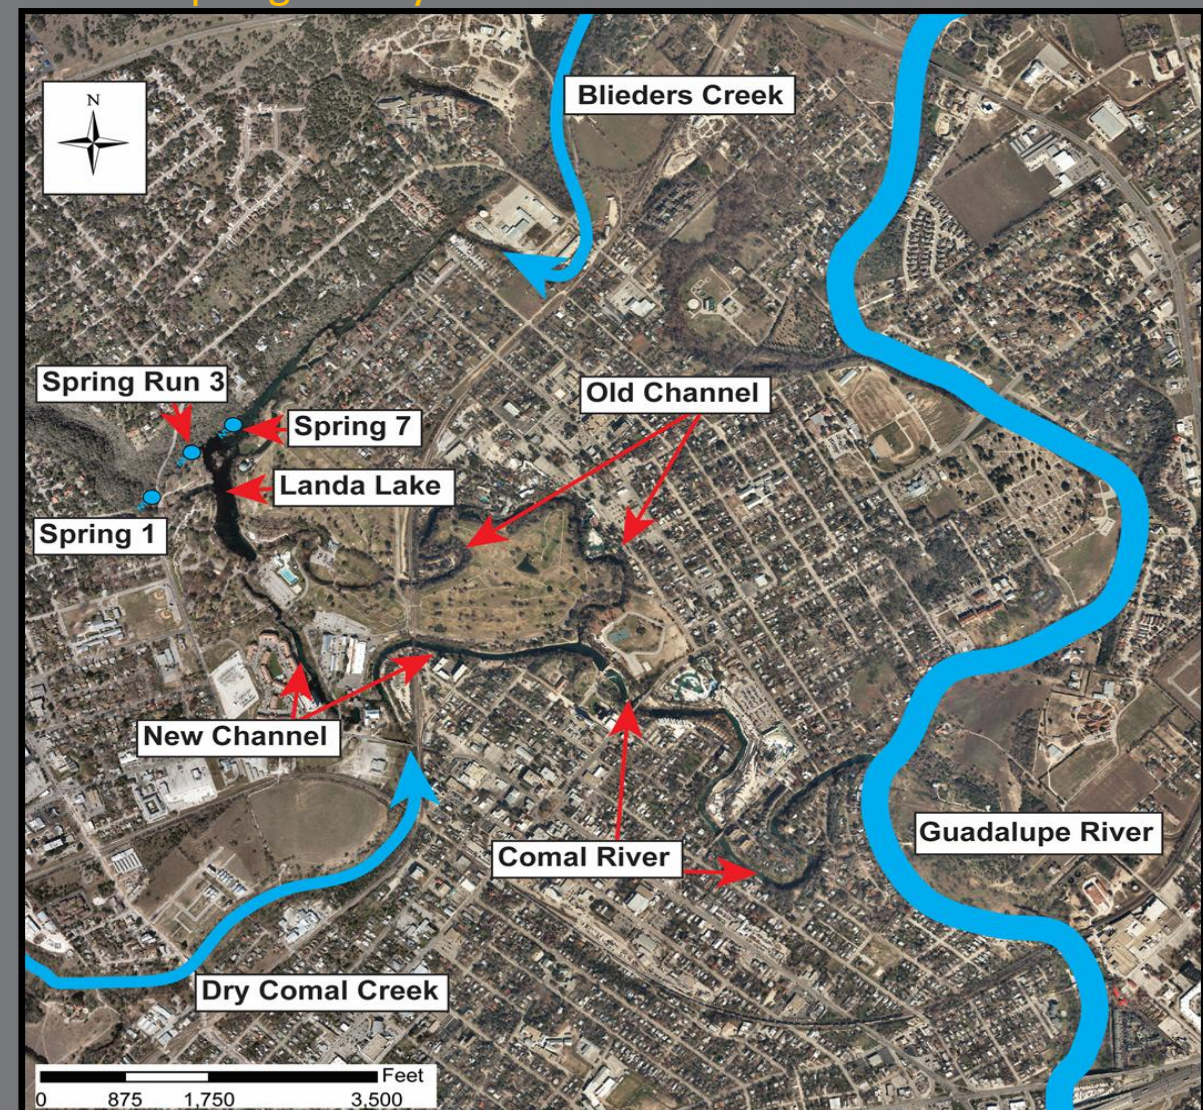 N
Blieders Creek
Spring Run 3
Old Channel
Spring 7
Landa Lake
Spring 1
New Channel
Guadalupe River
Comal River
Dry Comal Creek
Feet
0 875 1,750 3,500